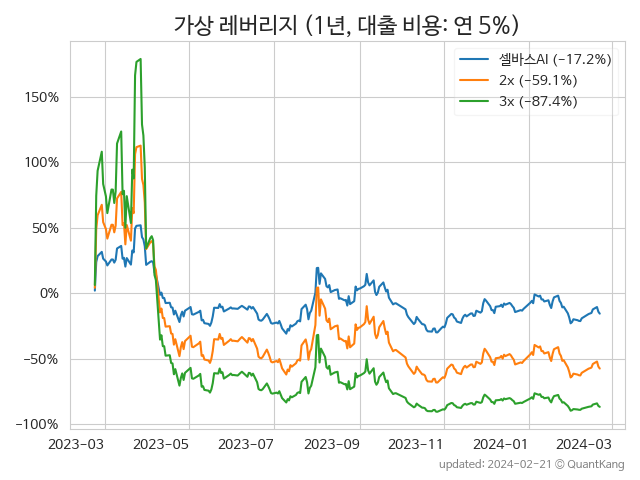 가상 레버리지 (1년, 대출 비용: 연 5%)
셀바스AI (−17.2%)
2x (−59.1%)
3x (−87.4%)
150%
100%
50%
0%
−50%
−100%
2023-03 2023-05 2023-07 2023-09 2023-11 2024-01 2024-03
updated: 2024-02-21 © QuantKang